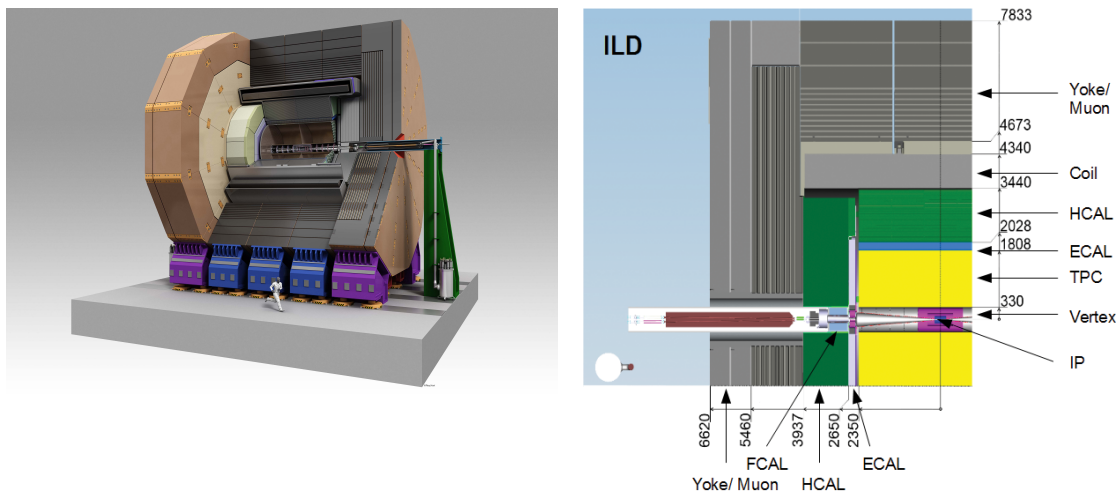 ILD
7833
Yoke/
Muon
4673
4340
Coil
3440
HCAL
2028
1808
ECAL
TPC
330
Vertex
IP
6620
5460
3937
2650
2350
FCAL
ECAL
Yoke/ Muon
HCAL